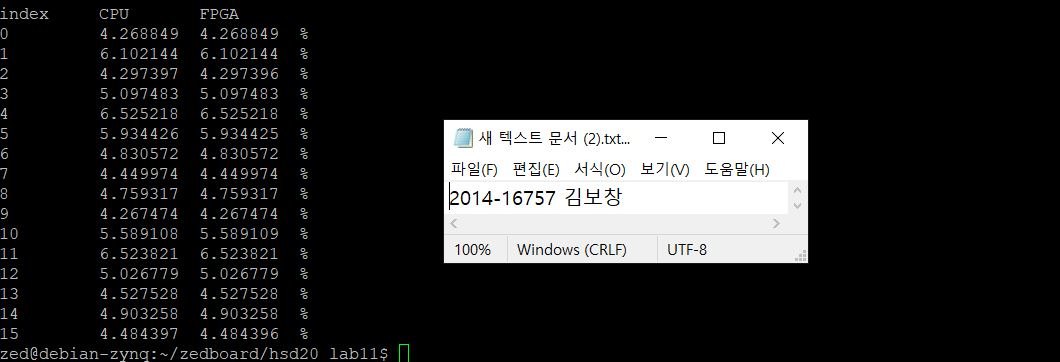 index CPU FPGA
0 4.268849 4.268849 %
1 6.102144 6.102144 %
2 4.297397 4.297396 %
3 5.097483 5.097483 %
4 6.525218 6.525218 %
5 5.934426 5.934425 %
6 4.830572 4.830572 %
7 4.449974 4.449974 %
8 4.759317 4.759317 %
9 4.267474 4.267474 %
10 5.589108 5.589109 %
11 6.523821 6.523821 %
12 5.026779 5.026779 %
13 4.527528 4.527528 %
14 4.903258 4.903258 %
15 4.484397 4.484396 %
zed@debian-zynq:~/zedboard/hsd20_lab11$
새 텍스트 문서 (2).txt...
파일(F) 편집(E) 서식(O) 보기(V) 도움말(H)
2014-16757 김보창
100% Windows (CRLF) UTF-8